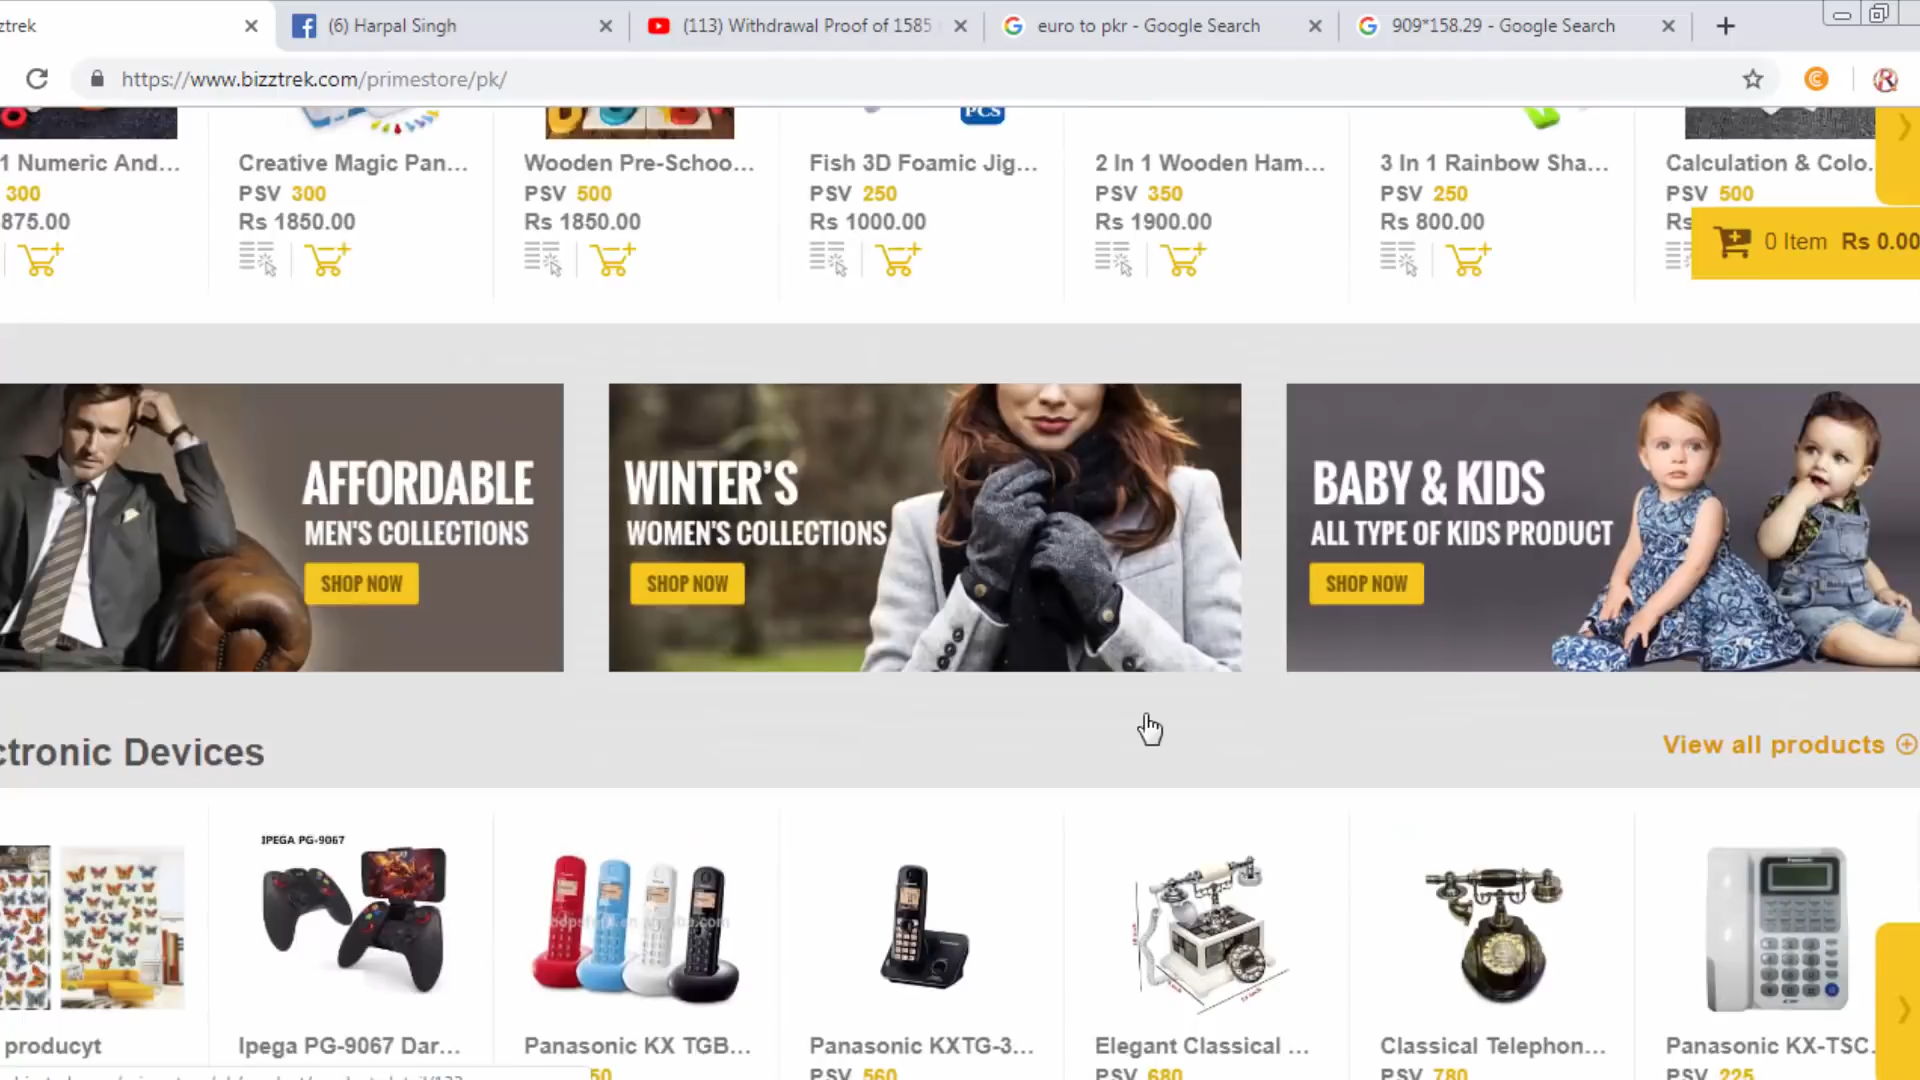 ztrek
(6) Harpal Singh
(113) Withdrawal Proof of 1585
euro to pkr - Google Search
909*158.29 - Google Search
https://www.bizztrek.com/primestore/pk/
PCS
1 Numeric And...
300
875.00
Creative Magic Pan...
PSV 300
Rs 1850.00
Wooden Pre-Schoo...
PSV 500
Rs 1850.00
Fish 3D Foamic Jig...
PSV 250
Rs 1000.00
2 In 1 Wooden Ham...
PSV 350
Rs 1900.00
3 In 1 Rainbow Sha...
PSV 250
Rs 800.00
Calculation & Colo.
PSV 500
Rs
0 Item Rs 0.00
AFFORDABLE
MEN'S COLLECTIONS
SHOP NOW
WINTER'S
WOMEN'S COLLECTIONS
SHOP NOW
BABY & KIDS
ALL TYPE OF KIDS PRODUCT
SHOP NOW
ctronic Devices
View all products
IPEGA PG-9067
producyt
Ipega PG-9067 Dar...
Panasonic KX TGB...
50
Panasonic KXTG-3...
PSV 560
Elegant Classical ...
PSV 680
Classical Telephon...
PSV 780
Panasonic KX-TSC.
PSV 225